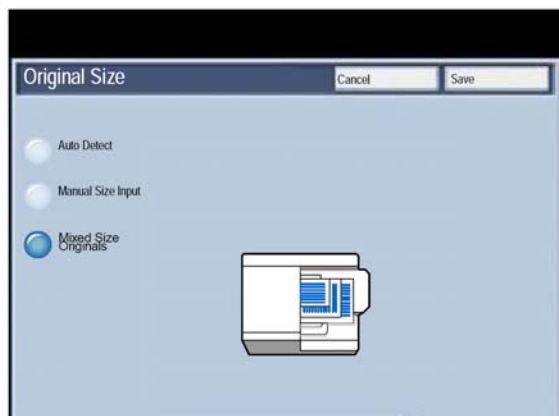 Original Size
Cancel
Save
Auto Detect
Manual Size Input
Mixed Size
Originals